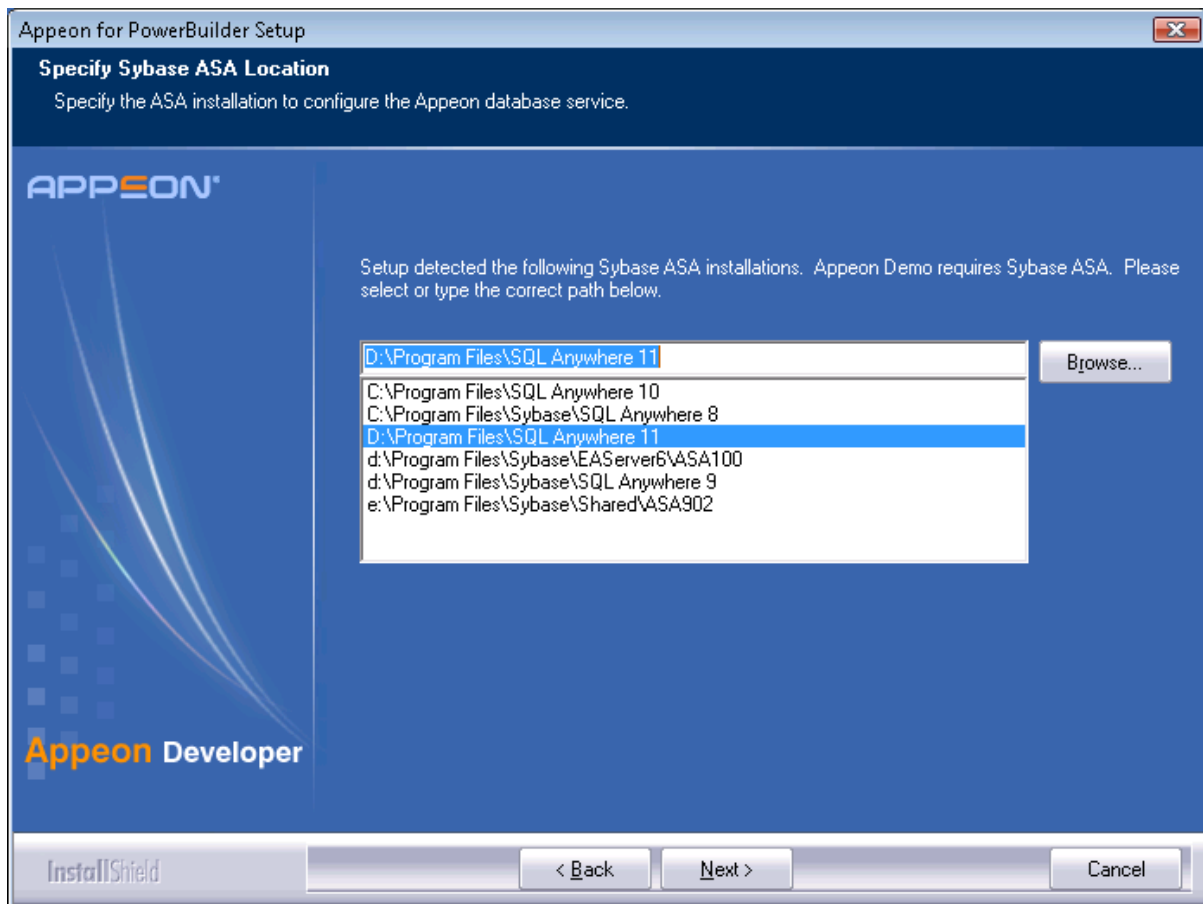 Appeon for PowerBuilder Setup
Specify Sybase ASA Location
Specify the ASA installation to configure the Appeon database service.
APPEON
Setup detected the following Sybase ASA installations. Appeon Demo requires Sybase ASA. Please
select or type the correct path below.
D:\Program Files\SQL Anywhere 11
Browse...
C:\Program Files\SQL Anywhere 10
C:\Program Files\Sybase\SQL Anywhere 8
D:\Program Files\SQL Anywhere 11
d:\Program Files\Sybase\EAServer6\ASA100
d:\Program Files\Sybase\SQL Anywhere 9
e:\Program Files\Sybase\Shared\ASA902
Appeon Developer
InstallShield
< Back
Next >
Cancel